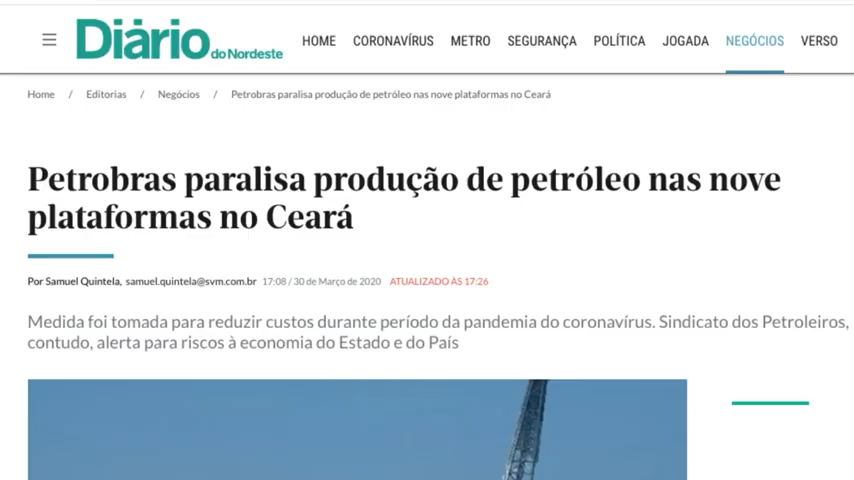 Diário do Nordeste HOME CORONAVÍRUS METRO SEGURANÇA POLÍTICA JOGADA NEGÓCIOS VERSO
Home / Editorias / Negócios / Petrobras paralisa produção de petróleo nas nove plataformas no Ceará
Petrobras paralisa produção de petróleo nas nove
plataformas no Ceará
Por Samuel Quintela, samuel.quintela@svm.com.br 17:08 / 30 de Março de 2020 ATUALIZADO ÀS 17:26
Medida foi tomada para reduzir custos durante período da pandemia do coronavírus. Sindicato dos Petroleiros,
contudo, alerta para riscos à economia do Estado e do País